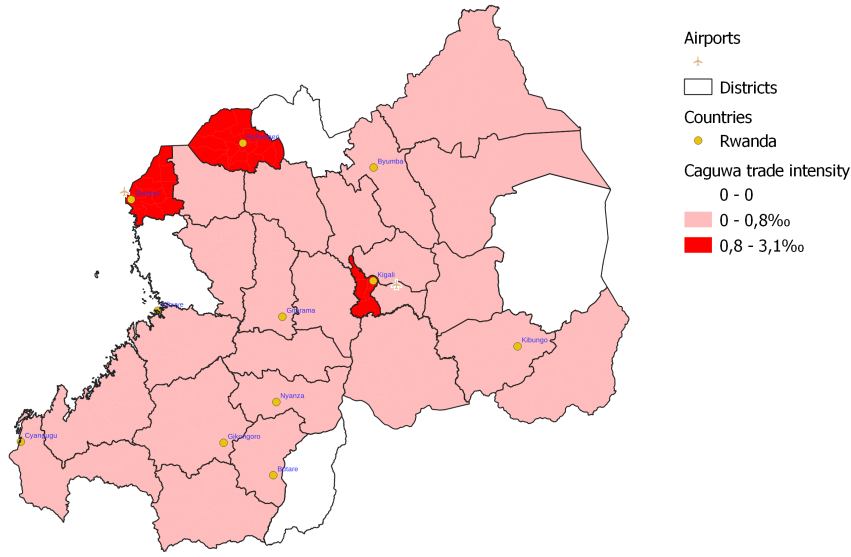 Airports
Districts
Countries
Rwanda
Caguwa trade intensity
0 - 0
0 - 0,8‰
0,8 - 3,1‰
Byumba
Kigali
Gitarama
Kibungo
Nyanza
Gikongoro
Cyangugu
Butare